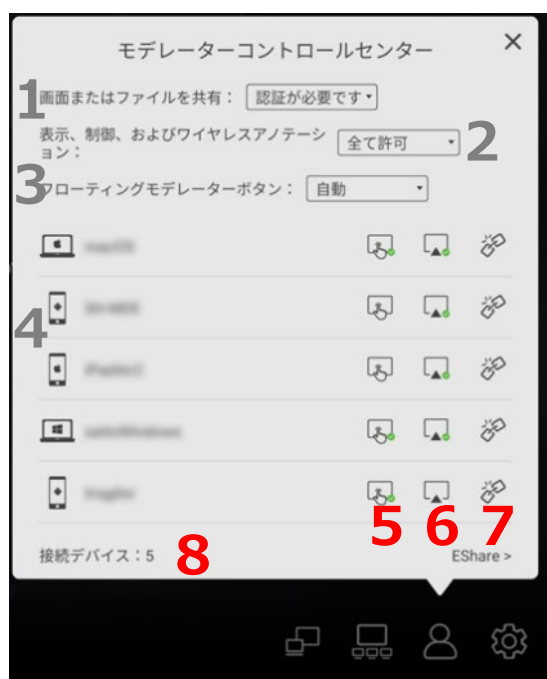 モデレーターコントロールセンター
1 画面またはファイルを共有： 認証が必要です
表示、制御、およびワイヤレスアノテーション： 全て許可 2
3 フローティングモデレーターボタン： 自動
4
5 6 7
接続デバイス：5 8 EShare >